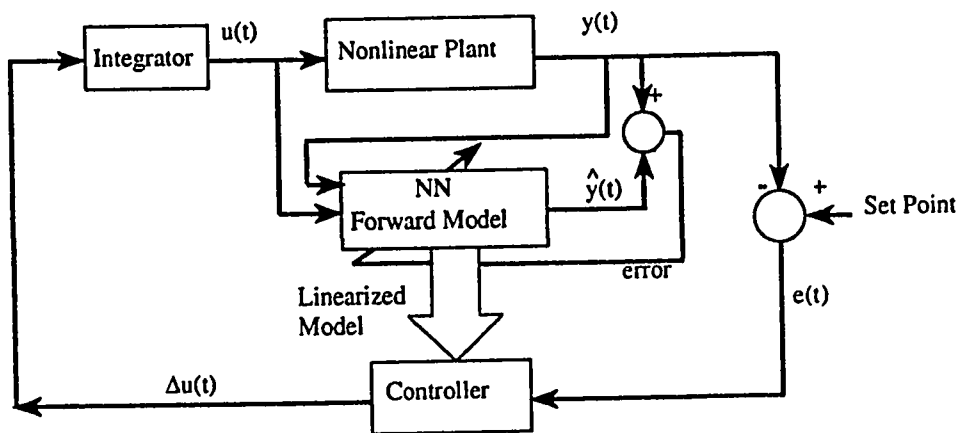 u(t)
y(t)
Integrator
Nonlinear Plant
+
NN
Forward Model
ŷ(t)
-
+
Set Point
error
Linearized
Model
e(t)
Δu(t)
Controller